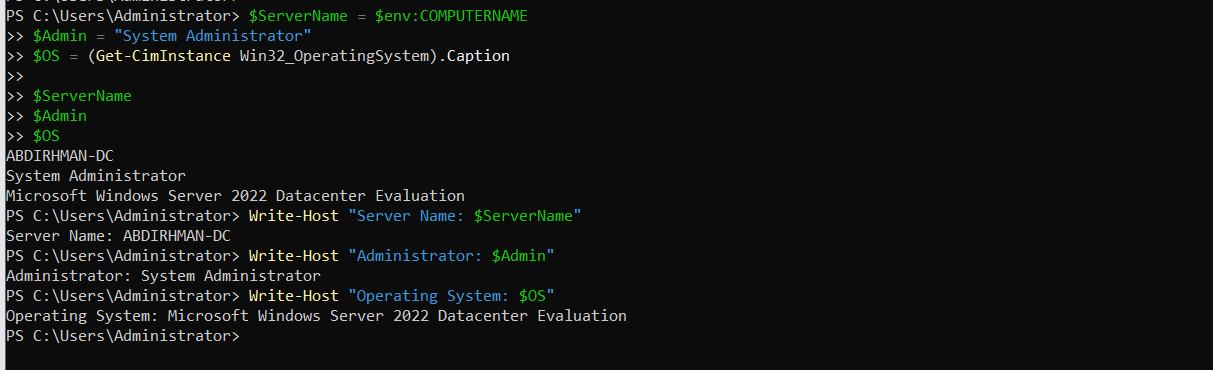 PS C:\Users\Administrator> $ServerName = $env:COMPUTERNAME
>> $Admin = "System Administrator"
>> $OS = (Get-CimInstance Win32_OperatingSystem).Caption
>>
>> $ServerName
>> $Admin
>> $OS
ABDIRHMAN-DC
System Administrator
Microsoft Windows Server 2022 Datacenter Evaluation
PS C:\Users\Administrator> Write-Host "Server Name: $ServerName"
Server Name: ABDIRHMAN-DC
PS C:\Users\Administrator> Write-Host "Administrator: $Admin"
Administrator: System Administrator
PS C:\Users\Administrator> Write-Host "Operating System: $OS"
Operating System: Microsoft Windows Server 2022 Datacenter Evaluation
PS C:\Users\Administrator>